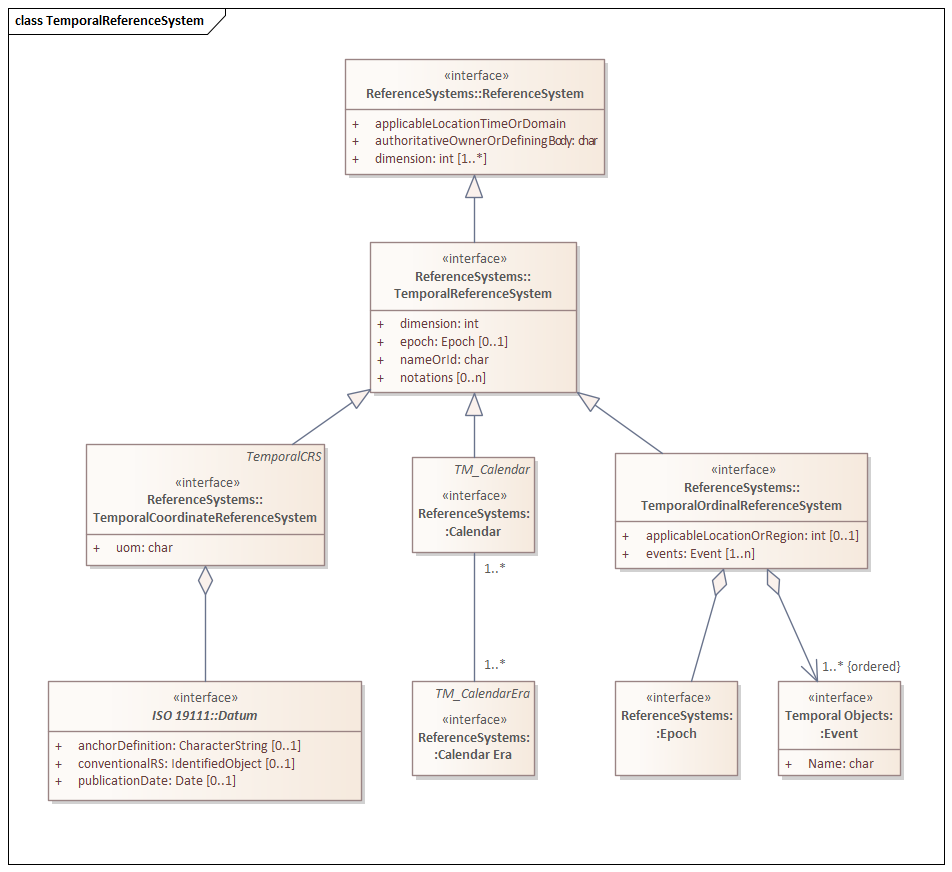 class TemporalReferenceSystem
«interface»
ReferenceSystems::ReferenceSystem
+ applicableLocationTimeOrDomain
+ authoritativeOwnerOrDefiningBody: char
+ dimension: int [1..*]
«interface»
ReferenceSystems::
TemporalReferenceSystem
+ dimension: int
+ epoch: Epoch [0..1]
+ nameOrId: char
+ notations [0..n]
TemporalCRS
«interface»
ReferenceSystems::
TemporalCoordinateReferenceSystem
+ uom: char
TM_Calendar
«interface»
ReferenceSystems:
:Calendar
«interface»
ReferenceSystems::
TemporalOrdinalReferenceSystem
+ applicableLocationOrRegion: int [0..1]
+ events: Event [1..n]
1..*
1..*
1..* {ordered}
«interface»
ISO 19111::Datum
+ anchorDefinition: CharacterString [0..1]
+ conventionalRS: IdentifiedObject [0..1]
+ publicationDate: Date [0..1]
TM_CalendarEra
«interface»
ReferenceSystems:
:Calendar Era
«interface»
ReferenceSystems:
:Epoch
«interface»
Temporal Objects:
:Event
+ Name: char